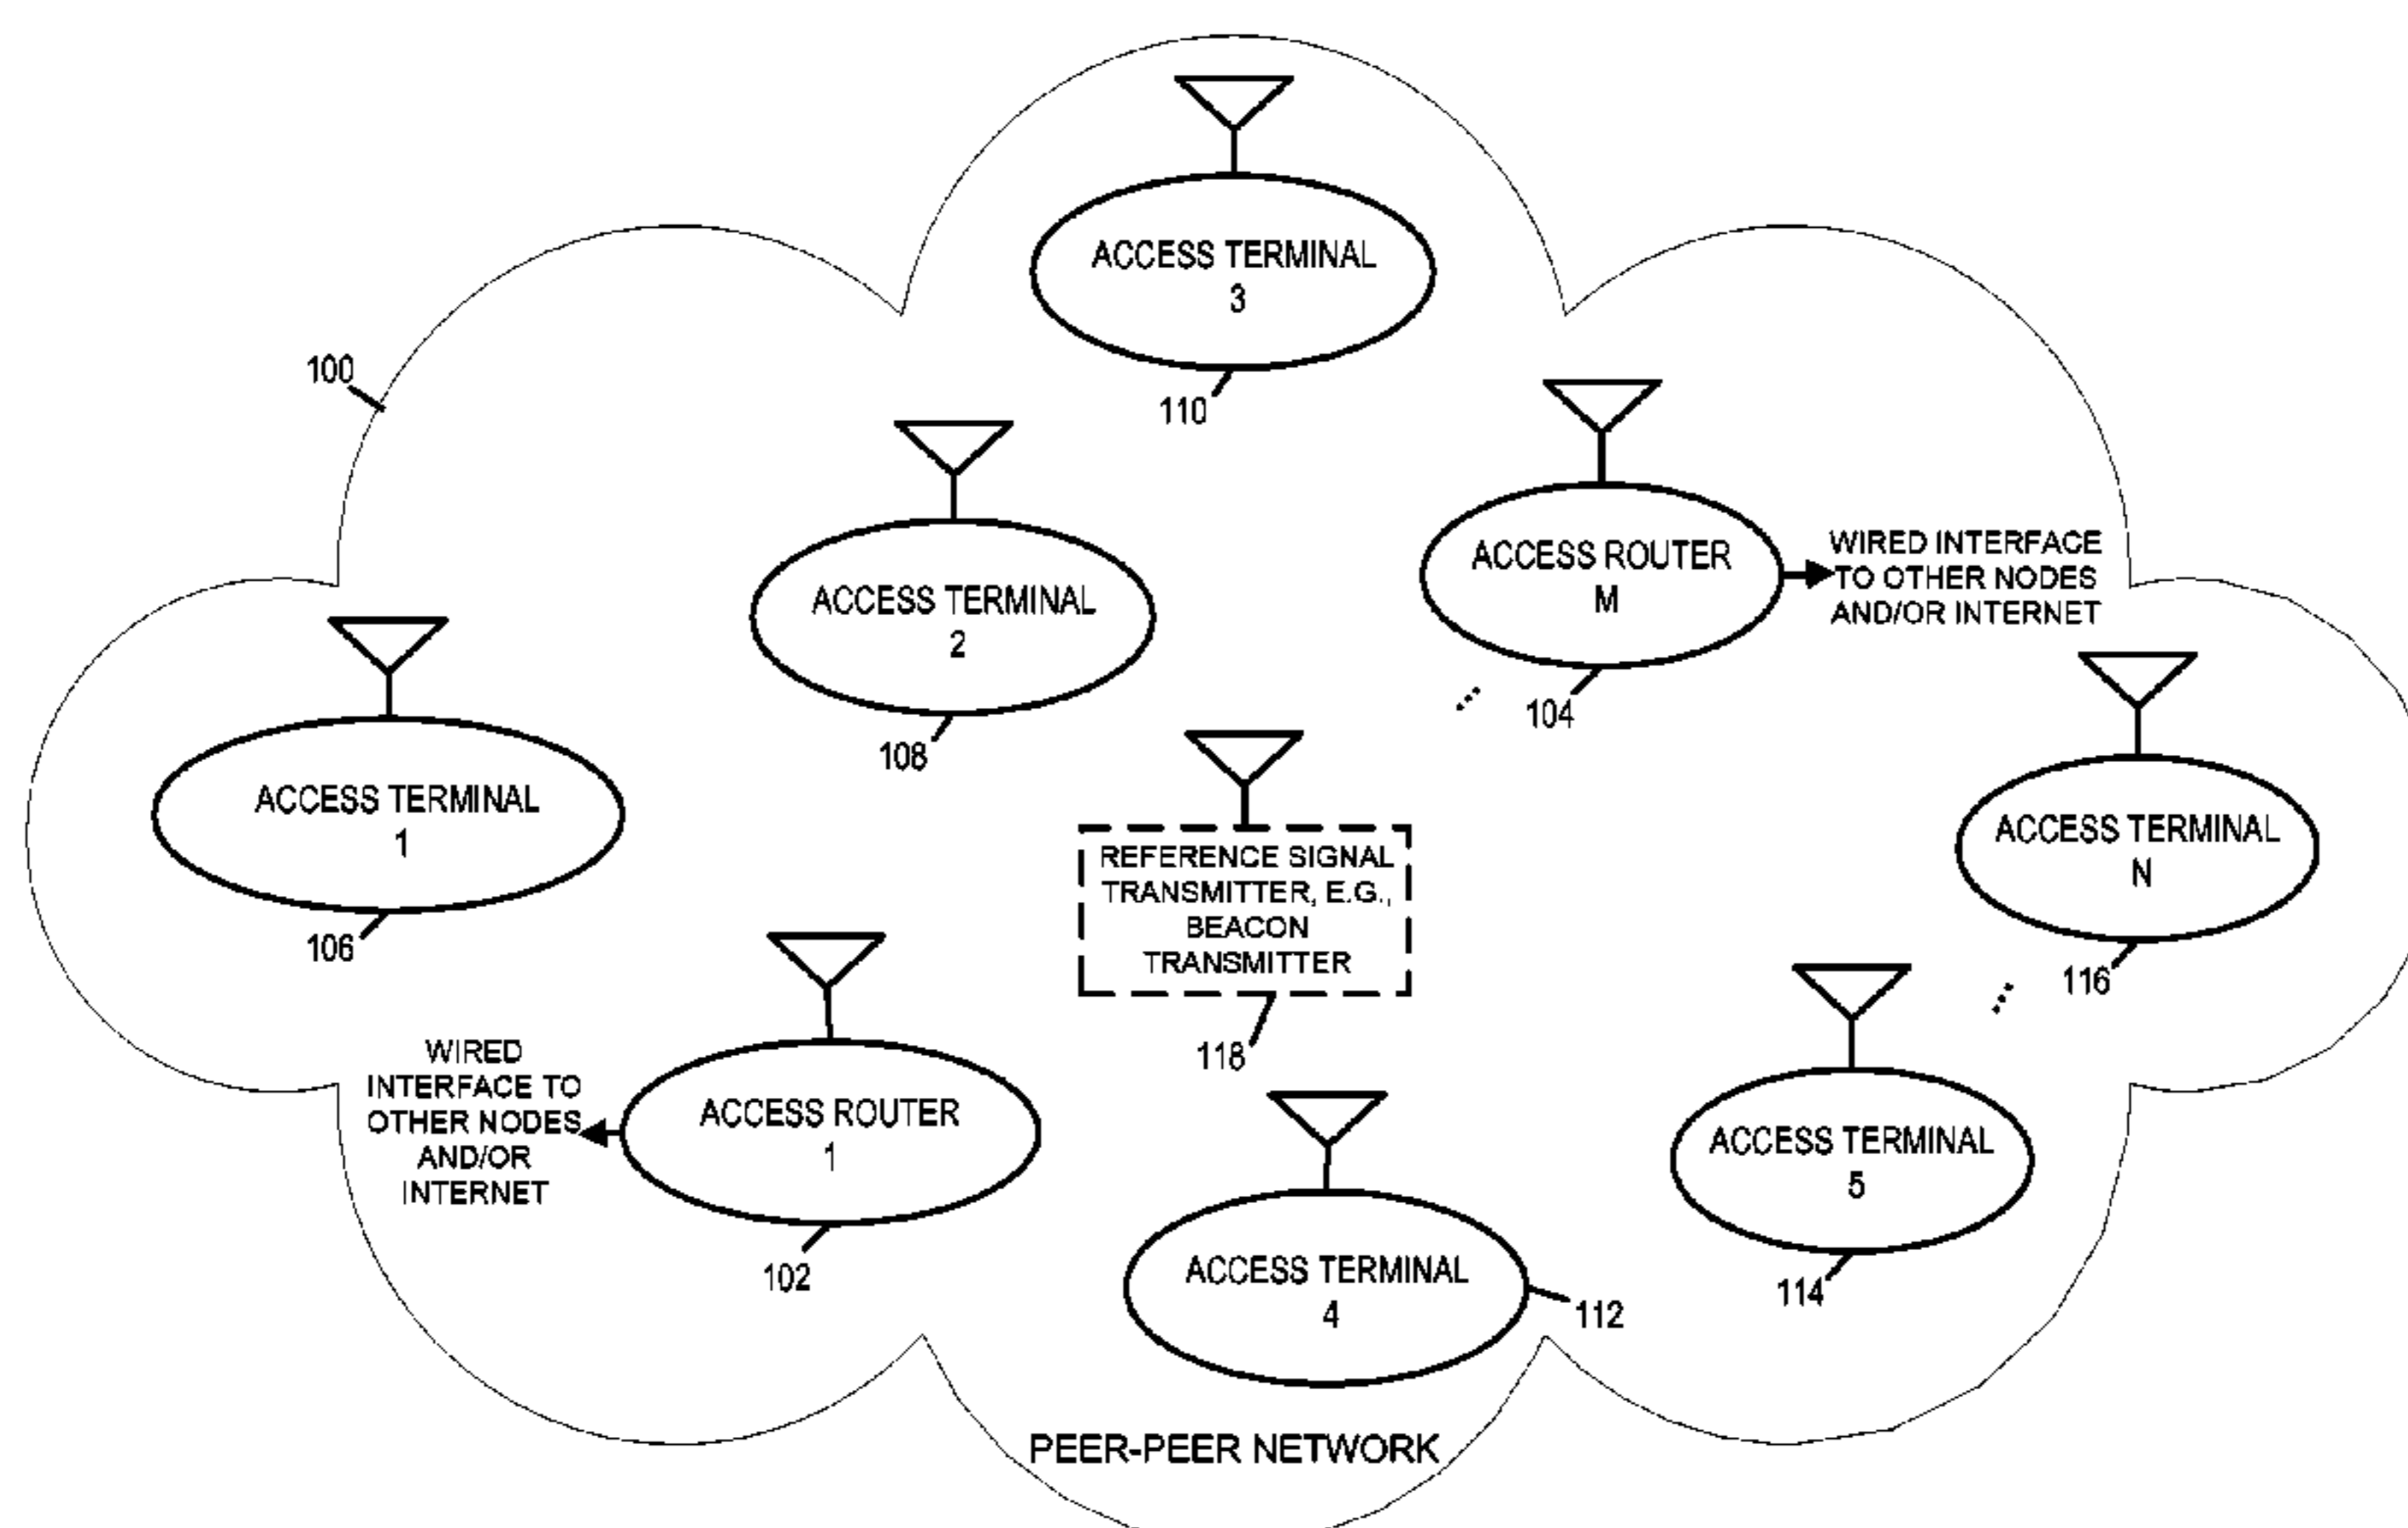 ACCESS TERMINAL
3
110
100
ACCESS TERMINAL
2
108
ACCESS ROUTER
M
104
WIRED INTERFACE
TO OTHER NODES
AND/OR INTERNET
ACCESS TERMINAL
1
106
REFERENCE SIGNAL
TRANSMITTER, E.G.,
BEACON
TRANSMITTER
118
ACCESS TERMINAL
N
116
WIRED
INTERFACE TO
OTHER NODES
AND/OR
INTERNET
ACCESS ROUTER
1
102
ACCESS TERMINAL
4
112
ACCESS TERMINAL
5
114
PEER-PEER NETWORK